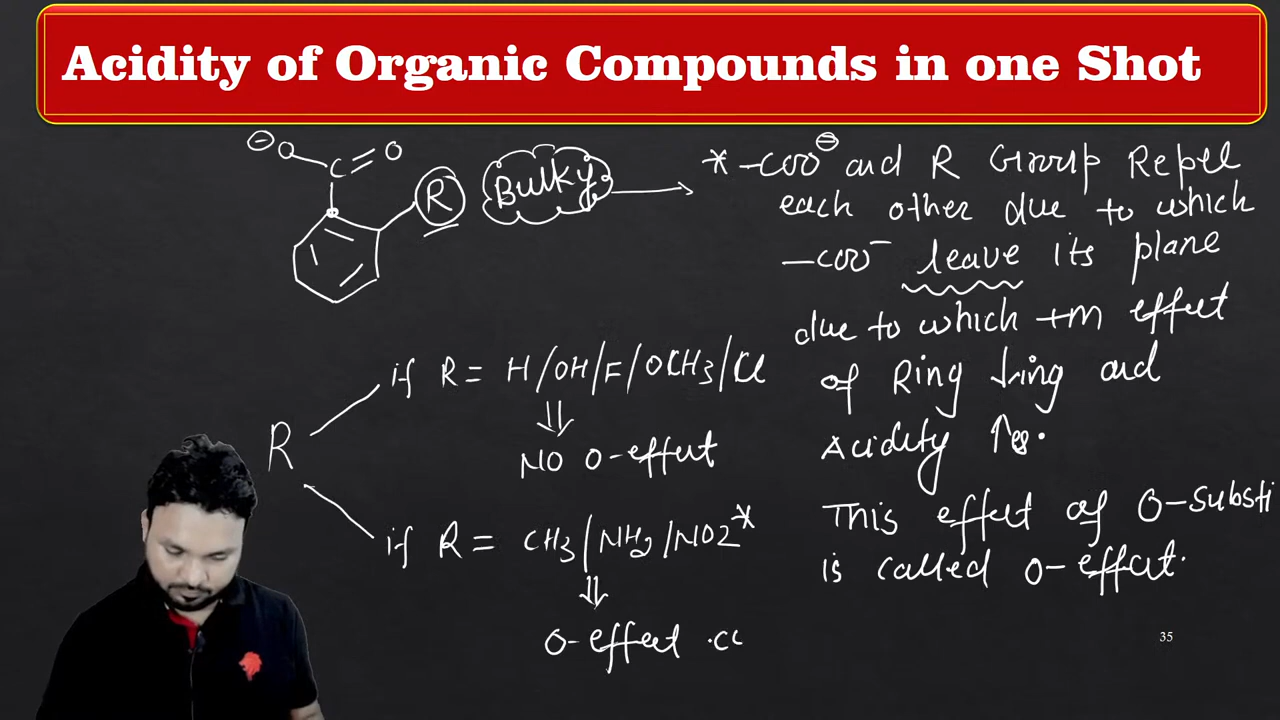 Acidity of Organic Compounds in one Shot
⊖ O C O
R Bulky
* -COO⊖ and R Group Repel
each other due to which
-COO⁻ leave its plane
due to which +m effect
of Ring ↓ing and
Acidity ↑es.
This effect of O-substi
is called O-effect.
R
if R = H/OH/F/OCH3/Cl
⇓
NO O-effect
if R = CH3/NH2/NO2*
⇓
O-effect .cc
35